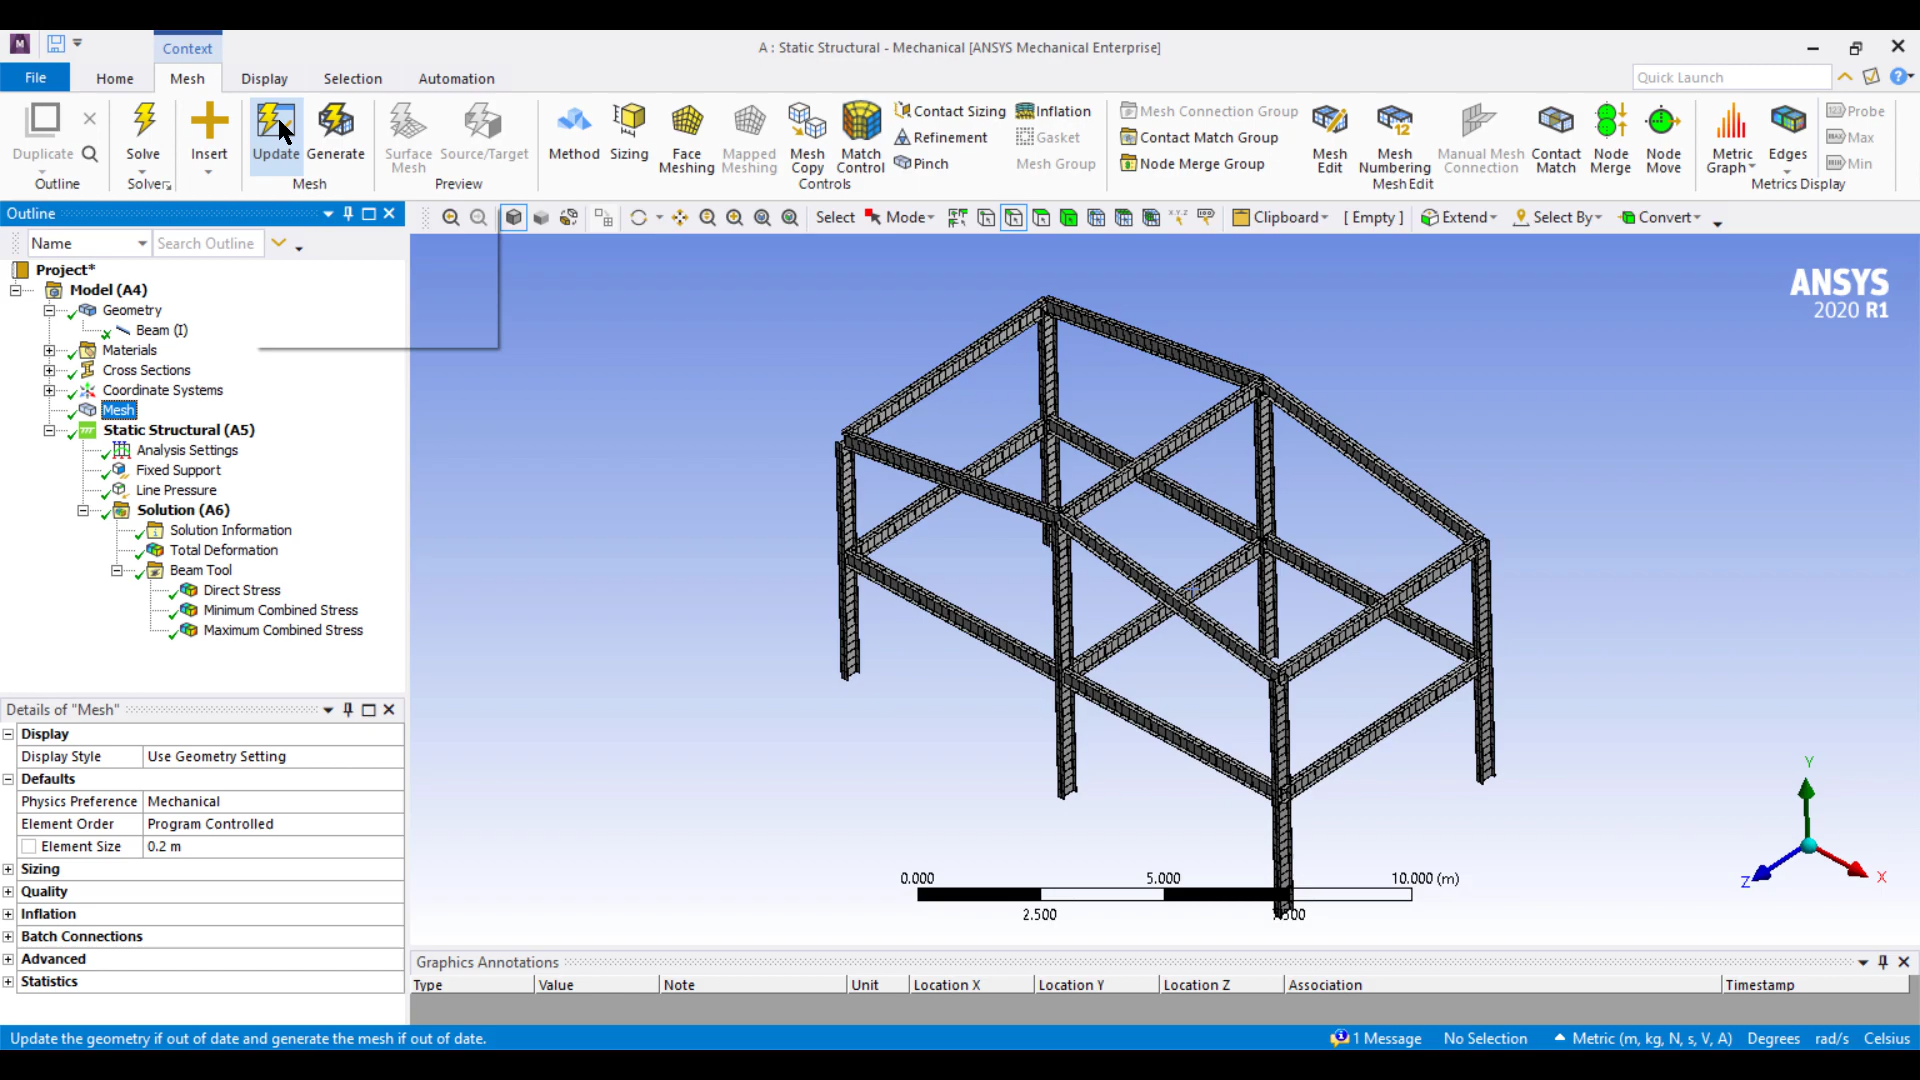 M
Context
A : Static Structural - Mechanical [ANSYS Mechanical Enterprise]
File
Home
Mesh
Display
Selection
Automation
Quick Launch
Duplicate
Outline
Solve
Solver
Insert
Update
Generate
Mesh
Surface Mesh
Source/Target
Preview
Method
Sizing
Face Meshing
Mapped Meshing
Mesh Copy
Match Control
Contact Sizing
Refinement
Pinch
Inflation
Gasket
Mesh Group
Controls
Mesh Connection Group
Contact Match Group
Node Merge Group
Mesh Edit
Mesh Numbering
Manual Mesh Connection
Contact Match
Node Merge
Node Move
Mesh Edit
Metric Graph
Edges
Probe
Max
Min
Metrics Display
Outline
Name
Search Outline
Select
Mode
Clipboard
[ Empty ]
Extend
Select By
Convert
Project*
Model (A4)
Geometry
Beam (I)
Materials
Cross Sections
Coordinate Systems
Mesh
Static Structural (A5)
Analysis Settings
Fixed Support
Line Pressure
Solution (A6)
Solution Information
Total Deformation
Beam Tool
Direct Stress
Minimum Combined Stress
Maximum Combined Stress
ANSYS
2020 R1
Details of "Mesh"
Display
Display Style Use Geometry Setting
Defaults
Physics Preference Mechanical
Element Order Program Controlled
Element Size 0.2 m
Sizing
Quality
Inflation
Batch Connections
Advanced
Statistics
0.000 5.000 10.000 (m)
2.500
Y
Z
X
Graphics Annotations
Type Value Note Unit Location X Location Y Location Z Association Timestamp
Update the geometry if out of date and generate the mesh if out of date.
1 Message No Selection Metric (m, kg, N, s, V, A) Degrees rad/s Celsius